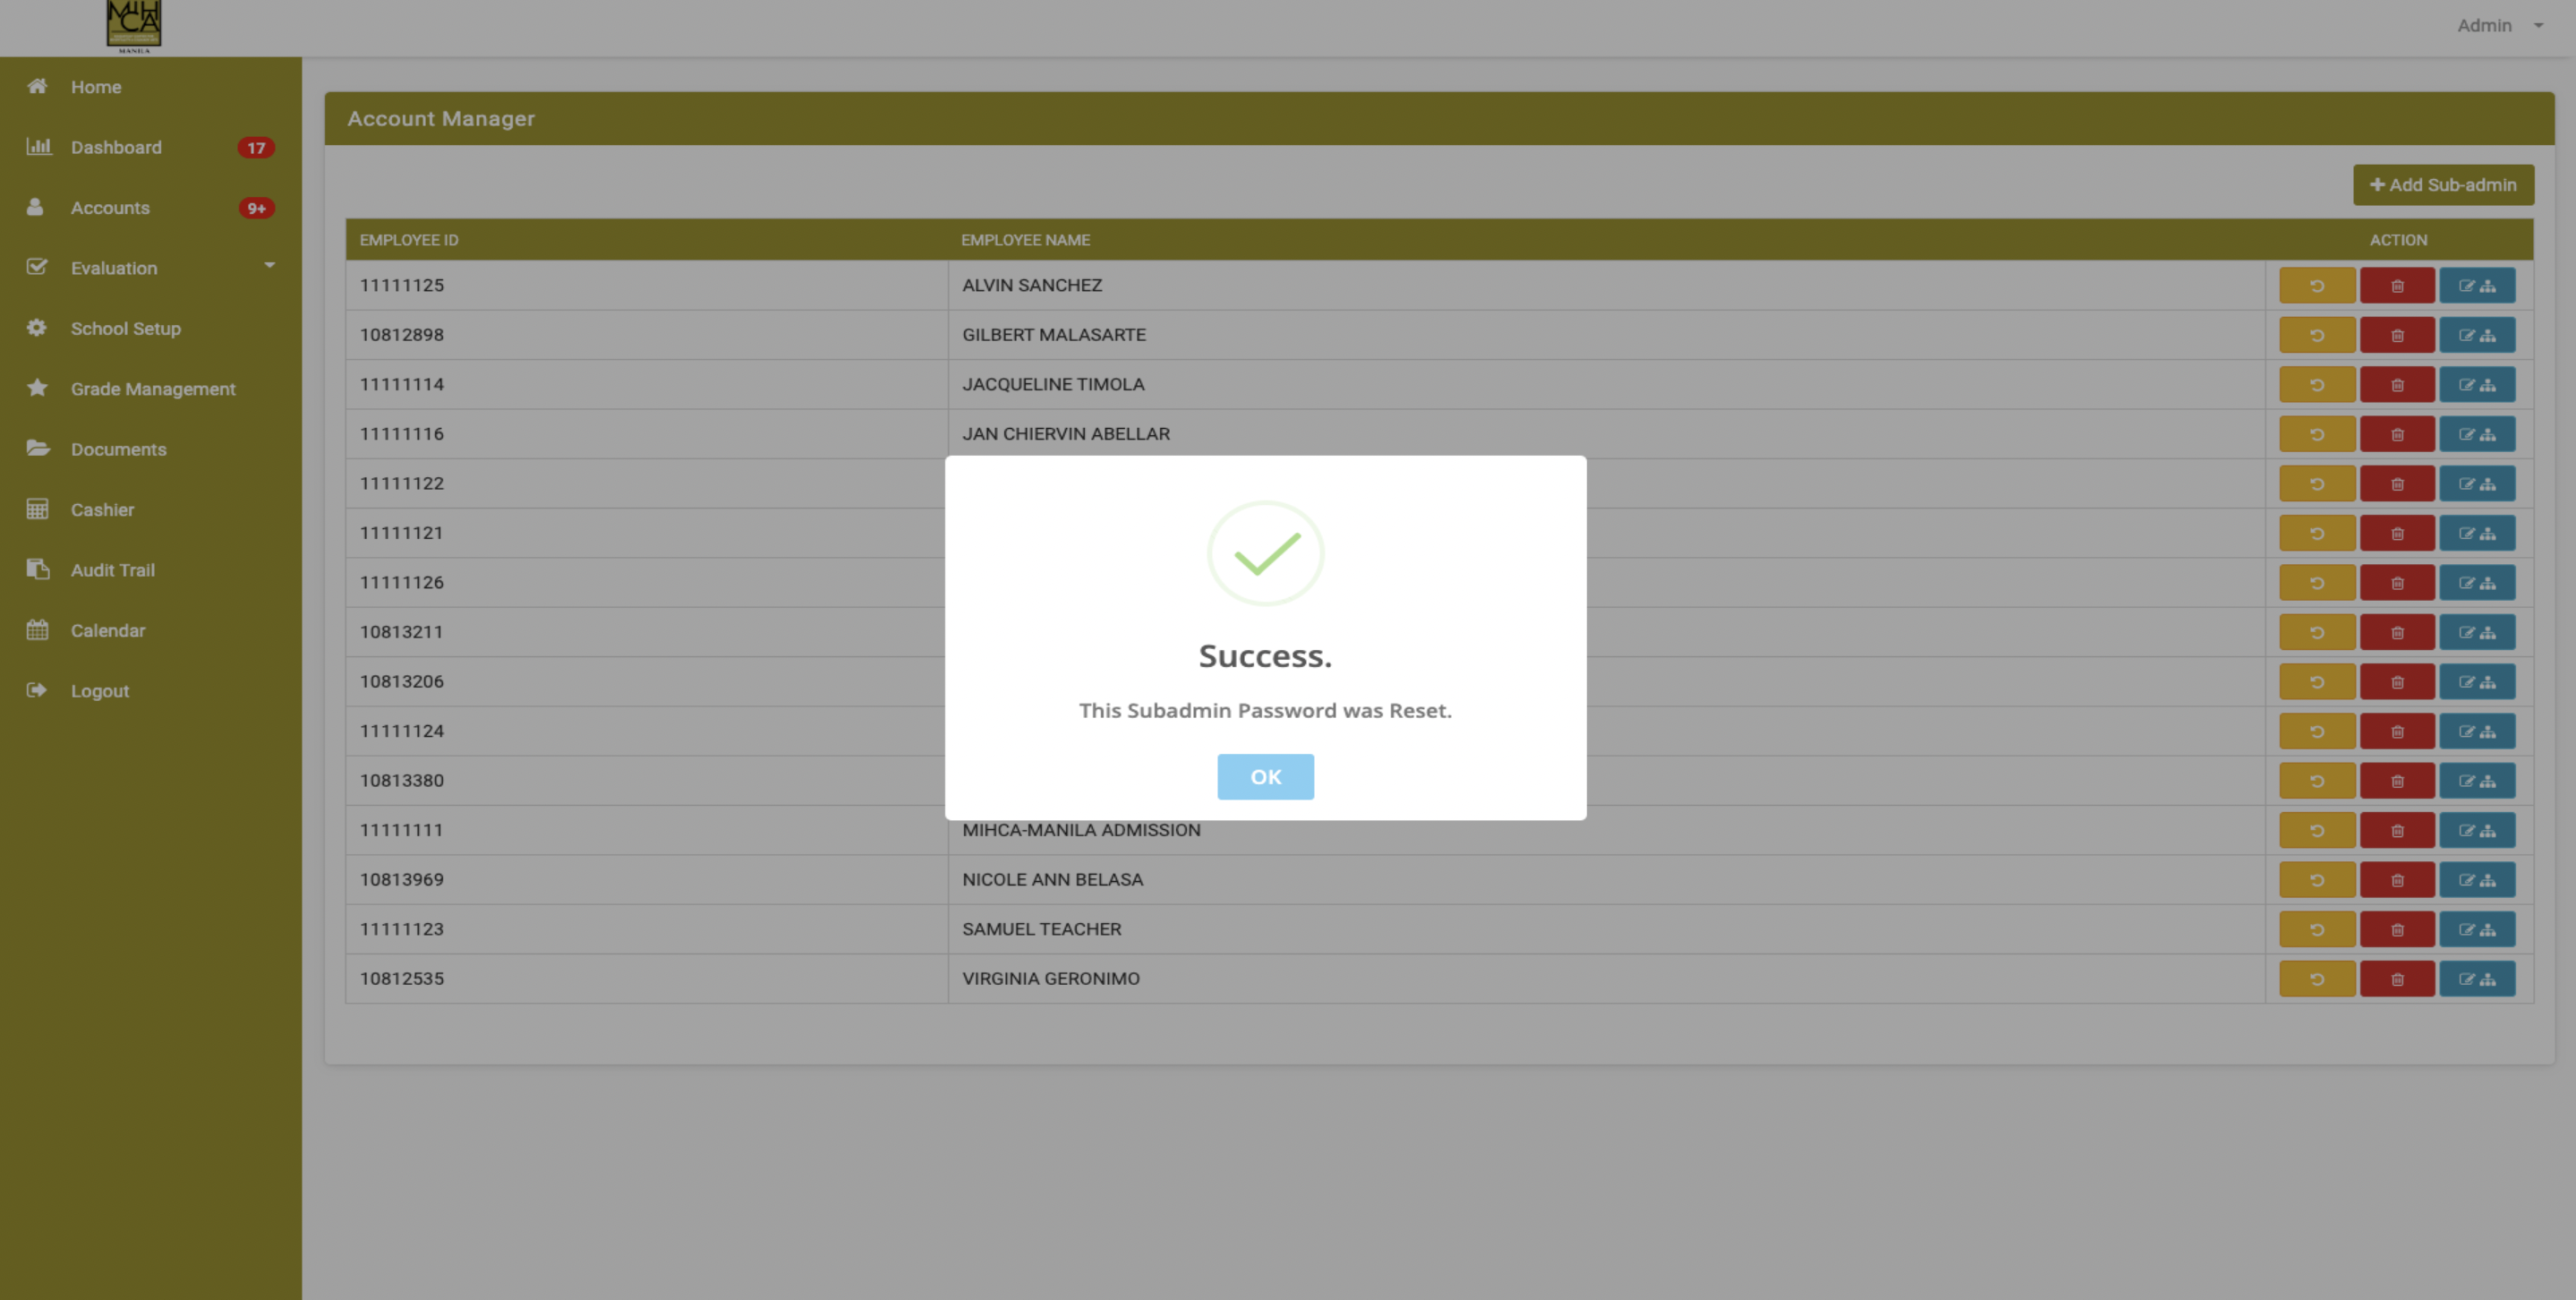 MIHCA
MANILA
Admin
Home
Dashboard 17
Accounts 9+
Evaluation
School Setup
Grade Management
Documents
Cashier
Audit Trail
Calendar
Logout
Account Manager
Add Sub-admin
EMPLOYEE ID EMPLOYEE NAME ACTION
11111125 ALVIN SANCHEZ
10812898 GILBERT MALASARTE
11111114 JACQUELINE TIMOLA
11111116 JAN CHIERVIN ABELLAR
11111122
11111121
11111126
10813211
10813206
11111124
10813380
11111111 MIHCA-MANILA ADMISSION
10813969 NICOLE ANN BELASA
11111123 SAMUEL TEACHER
10812535 VIRGINIA GERONIMO
Success.
This Subadmin Password was Reset.
OK